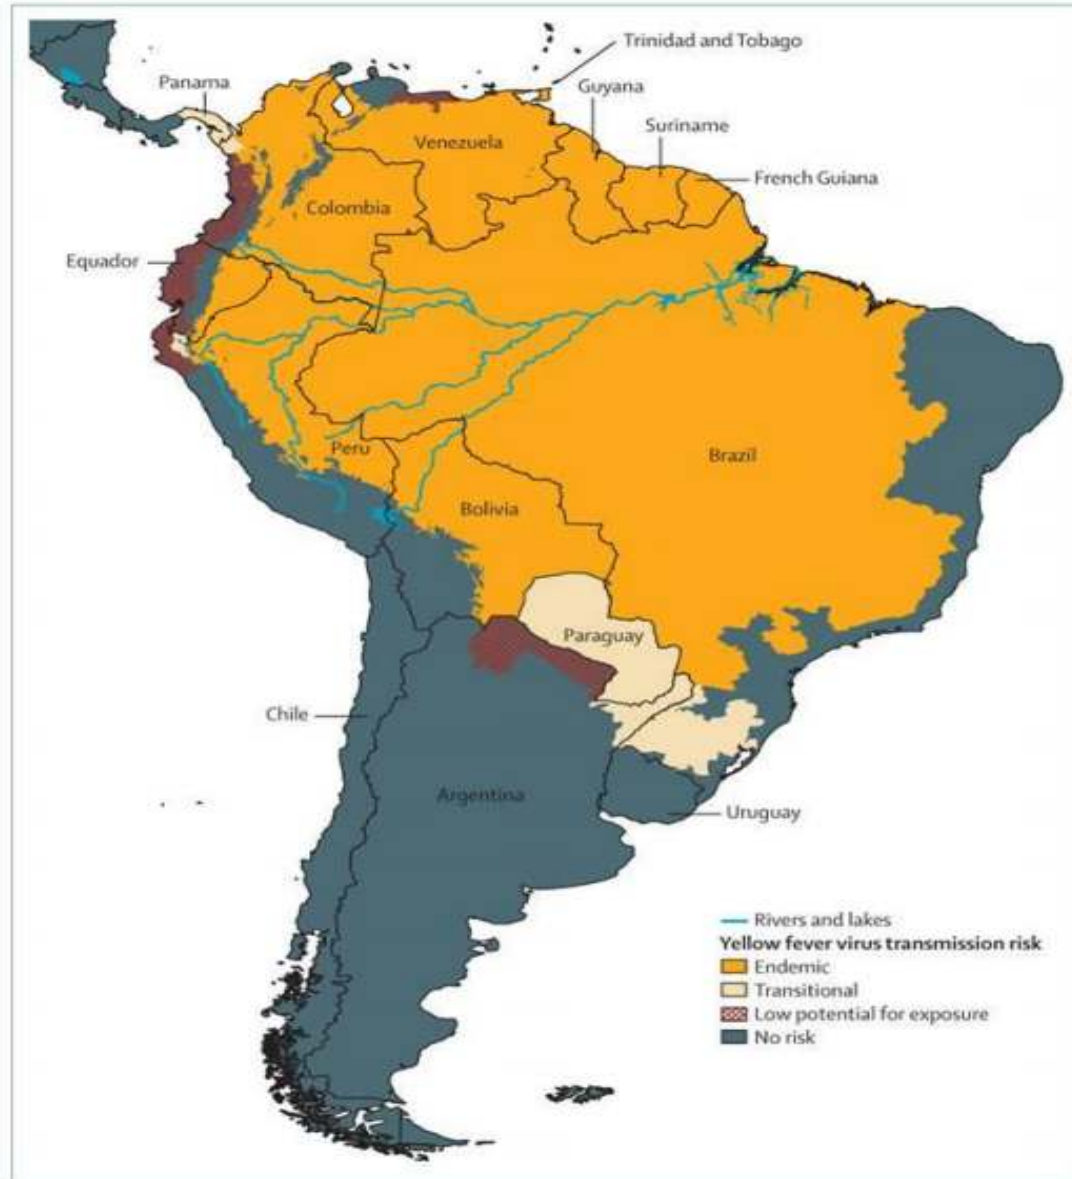 Trinidad and Tobago
Panama
Guyana
Suriname
Venezuela
French Guiana
Colombia
Equador
Peru
Brazil
Bolivia
Paraguay
Chile
Argentina
Uruguay
Rivers and lakes
Yellow fever virus transmission risk
Endemic
Transitional
Low potential for exposure
No risk